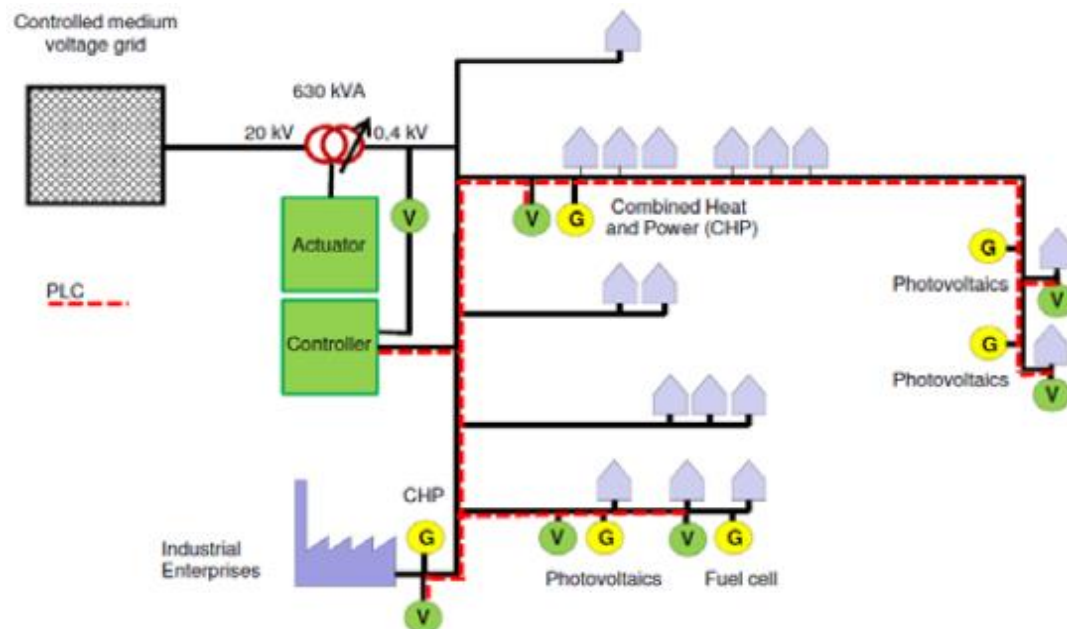 Controlled medium
voltage grid
630 kVA
20 kV
0,4 kV
V
Actuator
Controller
PLC
V
G
Combined Heat
and Power (CHP)
G
Photovoltaics
V
G
Photovoltaics
V
CHP
G
Industrial
Enterprises
V
V
G
V
G
Photovoltaics
Fuel cell